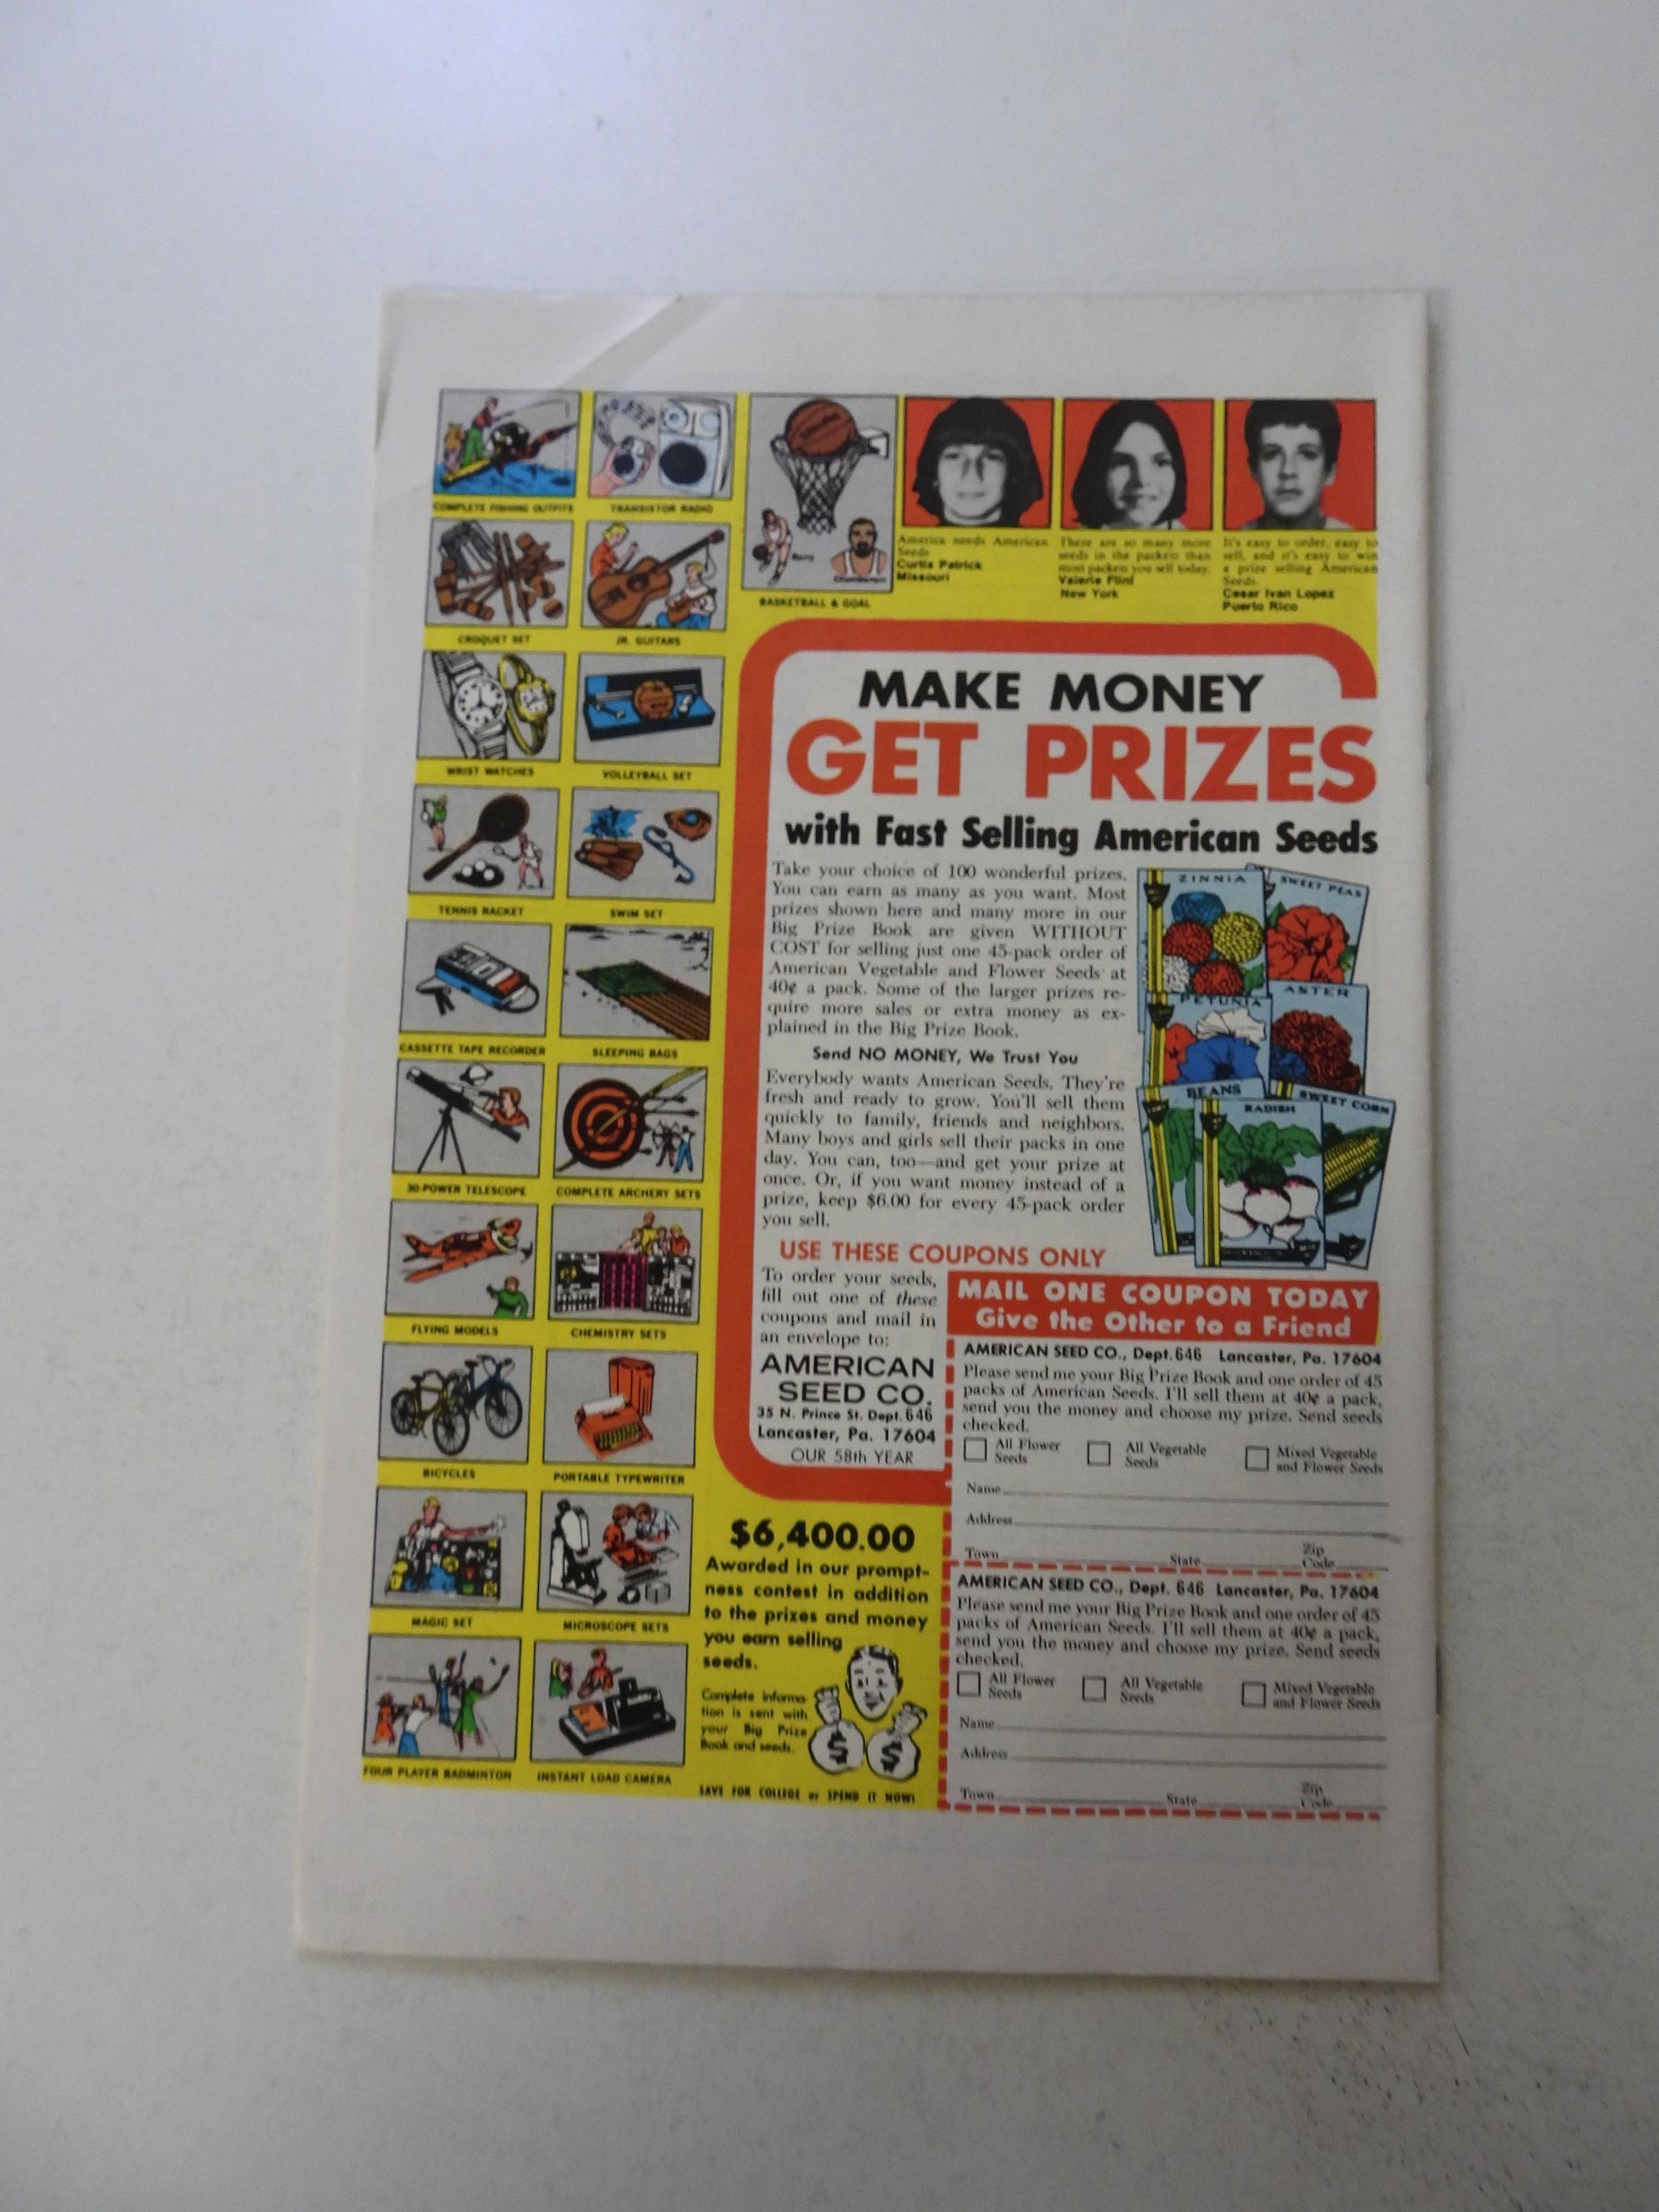 COMPLETE FISHING OUTFITS
TRANSISTOR RADIO
CROQUET SET
JR. GUITARS
WRIST WATCHES
VOLLEYBALL SET
TENNIS RACKET
SWIM SET
CASSETTE TAPE RECORDER
SLEEPING BAGS
30-POWER TELESCOPE
COMPLETE ARCHERY SETS
FLYING MODELS
CHEMISTRY SETS
BICYCLES
PORTABLE TYPEWRITER
MAGIC SET
MICROSCOPE SETS
FOUR PLAYER BADMINTON
INSTANT LOAD CAMERA
BASKETBALL & GOAL
America needs American
Seeds
Curtis Patrick
Missouri
There are so many more
seeds in the packets than
most packets you sell today.
Valerie Flint
New York
It's easy to order, easy to
sell, and it's easy to win
a prize selling American
Seeds.
Cesar Ivan Lopez
Puerto Rico
MAKE MONEY
GET PRIZES
with Fast Selling American Seeds
Take your choice of 100 wonderful prizes.
You can earn as many as you want. Most
prizes shown here and many more in our
Big Prize Book are given WITHOUT
COST for selling just one 45-pack order of
American Vegetable and Flower Seeds at
40¢ a pack. Some of the larger prizes re-
quire more sales or extra money as ex-
plained in the Big Prize Book.
Send NO MONEY, We Trust You
Everybody wants American Seeds. They're
fresh and ready to grow. You'll sell them
quickly to family, friends and neighbors.
Many boys and girls sell their packs in one
day. You can, too—and get your prize at
once. Or, if you want money instead of a
prize, keep $6.00 for every 45-pack order
you sell.
ZINNIA
SWEET PEAS
PETUNIA
ASTER
BEANS
RADISH
SWEET CORN
USE THESE COUPONS ONLY
To order your seeds,
fill out one of these
coupons and mail in
an envelope to:
AMERICAN
SEED CO.
35 N. Prince St. Dept. 646
Lancaster, Pa. 17604
OUR 58th YEAR
MAIL ONE COUPON TODAY
Give the Other to a Friend
AMERICAN SEED CO., Dept. 646 Lancaster, Pa. 17604
Please send me your Big Prize Book and one order of 45
packs of American Seeds. I'll sell them at 40¢ a pack,
send you the money and choose my prize. Send seeds
checked.
All Flower
Seeds
All Vegetable
Seeds
Mixed Vegetable
and Flower Seeds
Name
Address
Town State Zip
Code
AMERICAN SEED CO., Dept. 646 Lancaster, Pa. 17604
Please send me your Big Prize Book and one order of 45
packs of American Seeds. I'll sell them at 40¢ a pack,
send you the money and choose my prize. Send seeds
checked.
All Flower
Seeds
All Vegetable
Seeds
Mixed Vegetable
and Flower Seeds
Name
Address
Town State Zip
Code
$6,400.00
Awarded in our prompt-
ness contest in addition
to the prizes and money
you earn selling
seeds.
Complete informa-
tion is sent with
your Big Prize
Book and seeds.
$ $
SAVE FOR COLLEGE or SPEND IT NOW!